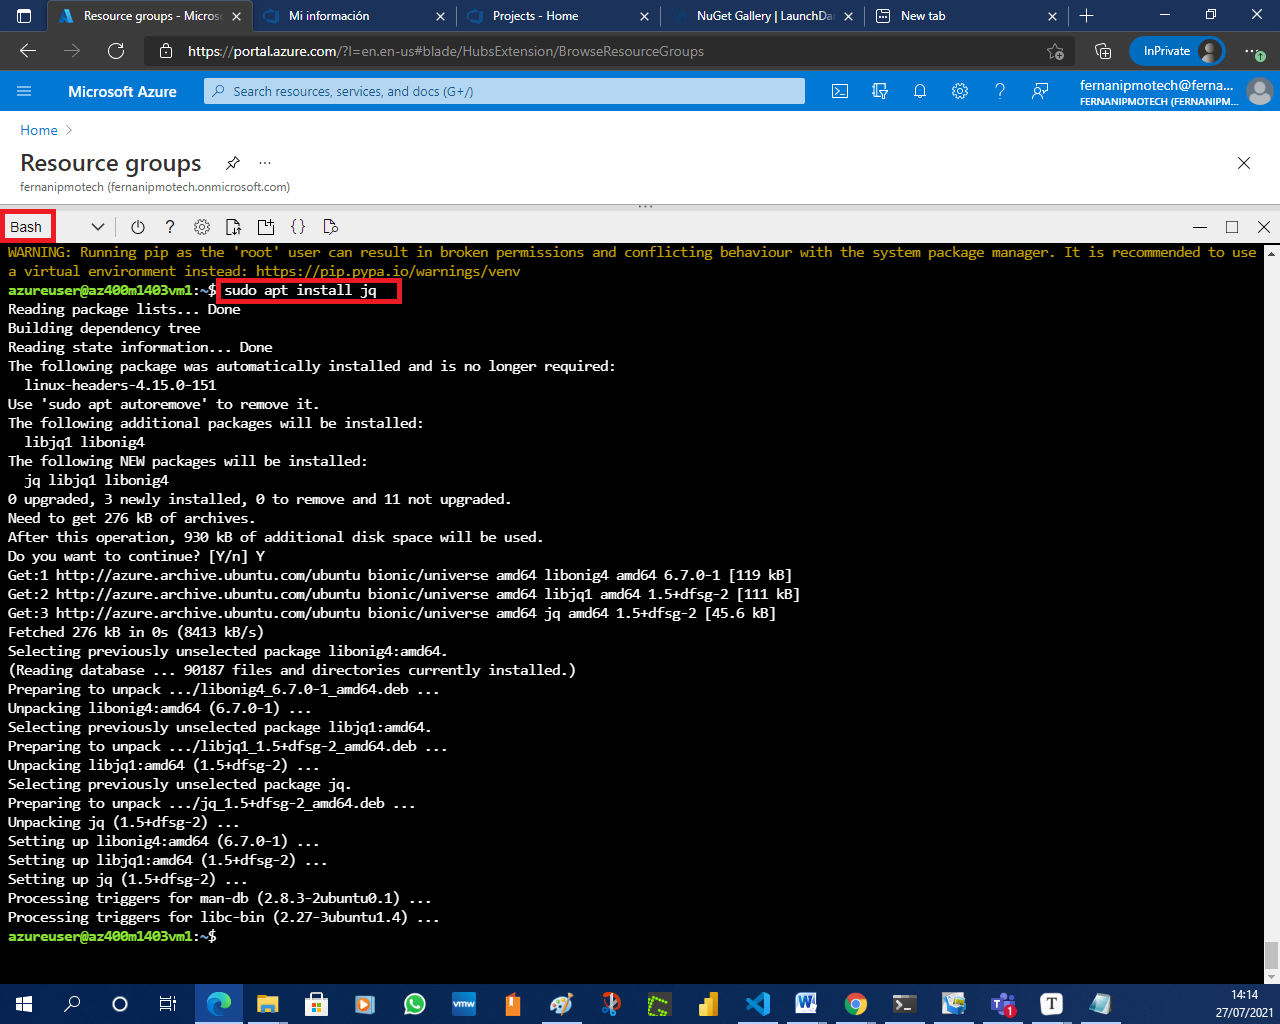 Resource groups - Microso
Mi información
Projects - Home
NuGet Gallery | LaunchDa
New tab
https://portal.azure.com/?l=en.en-us#blade/HubsExtension/BrowseResourceGroups
InPrivate
Microsoft Azure
Search resources, services, and docs (G+/)
fernanipmotech@ferna...
FERNANIPMOTECH (FERNANIPM...
Home
Resource groups
fernanipmotech (fernanipmotech.onmicrosoft.com)
Bash
WARNING: Running pip as the 'root' user can result in broken permissions and conflicting behaviour with the system package manager. It is recommended to use
a virtual environment instead: https://pip.pypa.io/warnings/venv
azureuser@az400m1403vm1:~$ sudo apt install jq
Reading package lists... Done
Building dependency tree
Reading state information... Done
The following package was automatically installed and is no longer required:
linux-headers-4.15.0-151
Use 'sudo apt autoremove' to remove it.
The following additional packages will be installed:
libjq1 libonig4
The following NEW packages will be installed:
jq libjq1 libonig4
0 upgraded, 3 newly installed, 0 to remove and 11 not upgraded.
Need to get 276 kB of archives.
After this operation, 930 kB of additional disk space will be used.
Do you want to continue? [Y/n] Y
Get:1 http://azure.archive.ubuntu.com/ubuntu bionic/universe amd64 libonig4 amd64 6.7.0-1 [119 kB]
Get:2 http://azure.archive.ubuntu.com/ubuntu bionic/universe amd64 libjq1 amd64 1.5+dfsg-2 [111 kB]
Get:3 http://azure.archive.ubuntu.com/ubuntu bionic/universe amd64 jq amd64 1.5+dfsg-2 [45.6 kB]
Fetched 276 kB in 0s (8413 kB/s)
Selecting previously unselected package libonig4:amd64.
(Reading database ... 90187 files and directories currently installed.)
Preparing to unpack .../libonig4_6.7.0-1_amd64.deb ...
Unpacking libonig4:amd64 (6.7.0-1) ...
Selecting previously unselected package libjq1:amd64.
Preparing to unpack .../libjq1_1.5+dfsg-2_amd64.deb ...
Unpacking libjq1:amd64 (1.5+dfsg-2) ...
Selecting previously unselected package jq.
Preparing to unpack .../jq_1.5+dfsg-2_amd64.deb ...
Unpacking jq (1.5+dfsg-2) ...
Setting up libonig4:amd64 (6.7.0-1) ...
Setting up libjq1:amd64 (1.5+dfsg-2) ...
Setting up jq (1.5+dfsg-2) ...
Processing triggers for man-db (2.8.3-2ubuntu0.1) ...
Processing triggers for libc-bin (2.27-3ubuntu1.4) ...
azureuser@az400m1403vm1:~$
vmw
14:14
27/07/2021